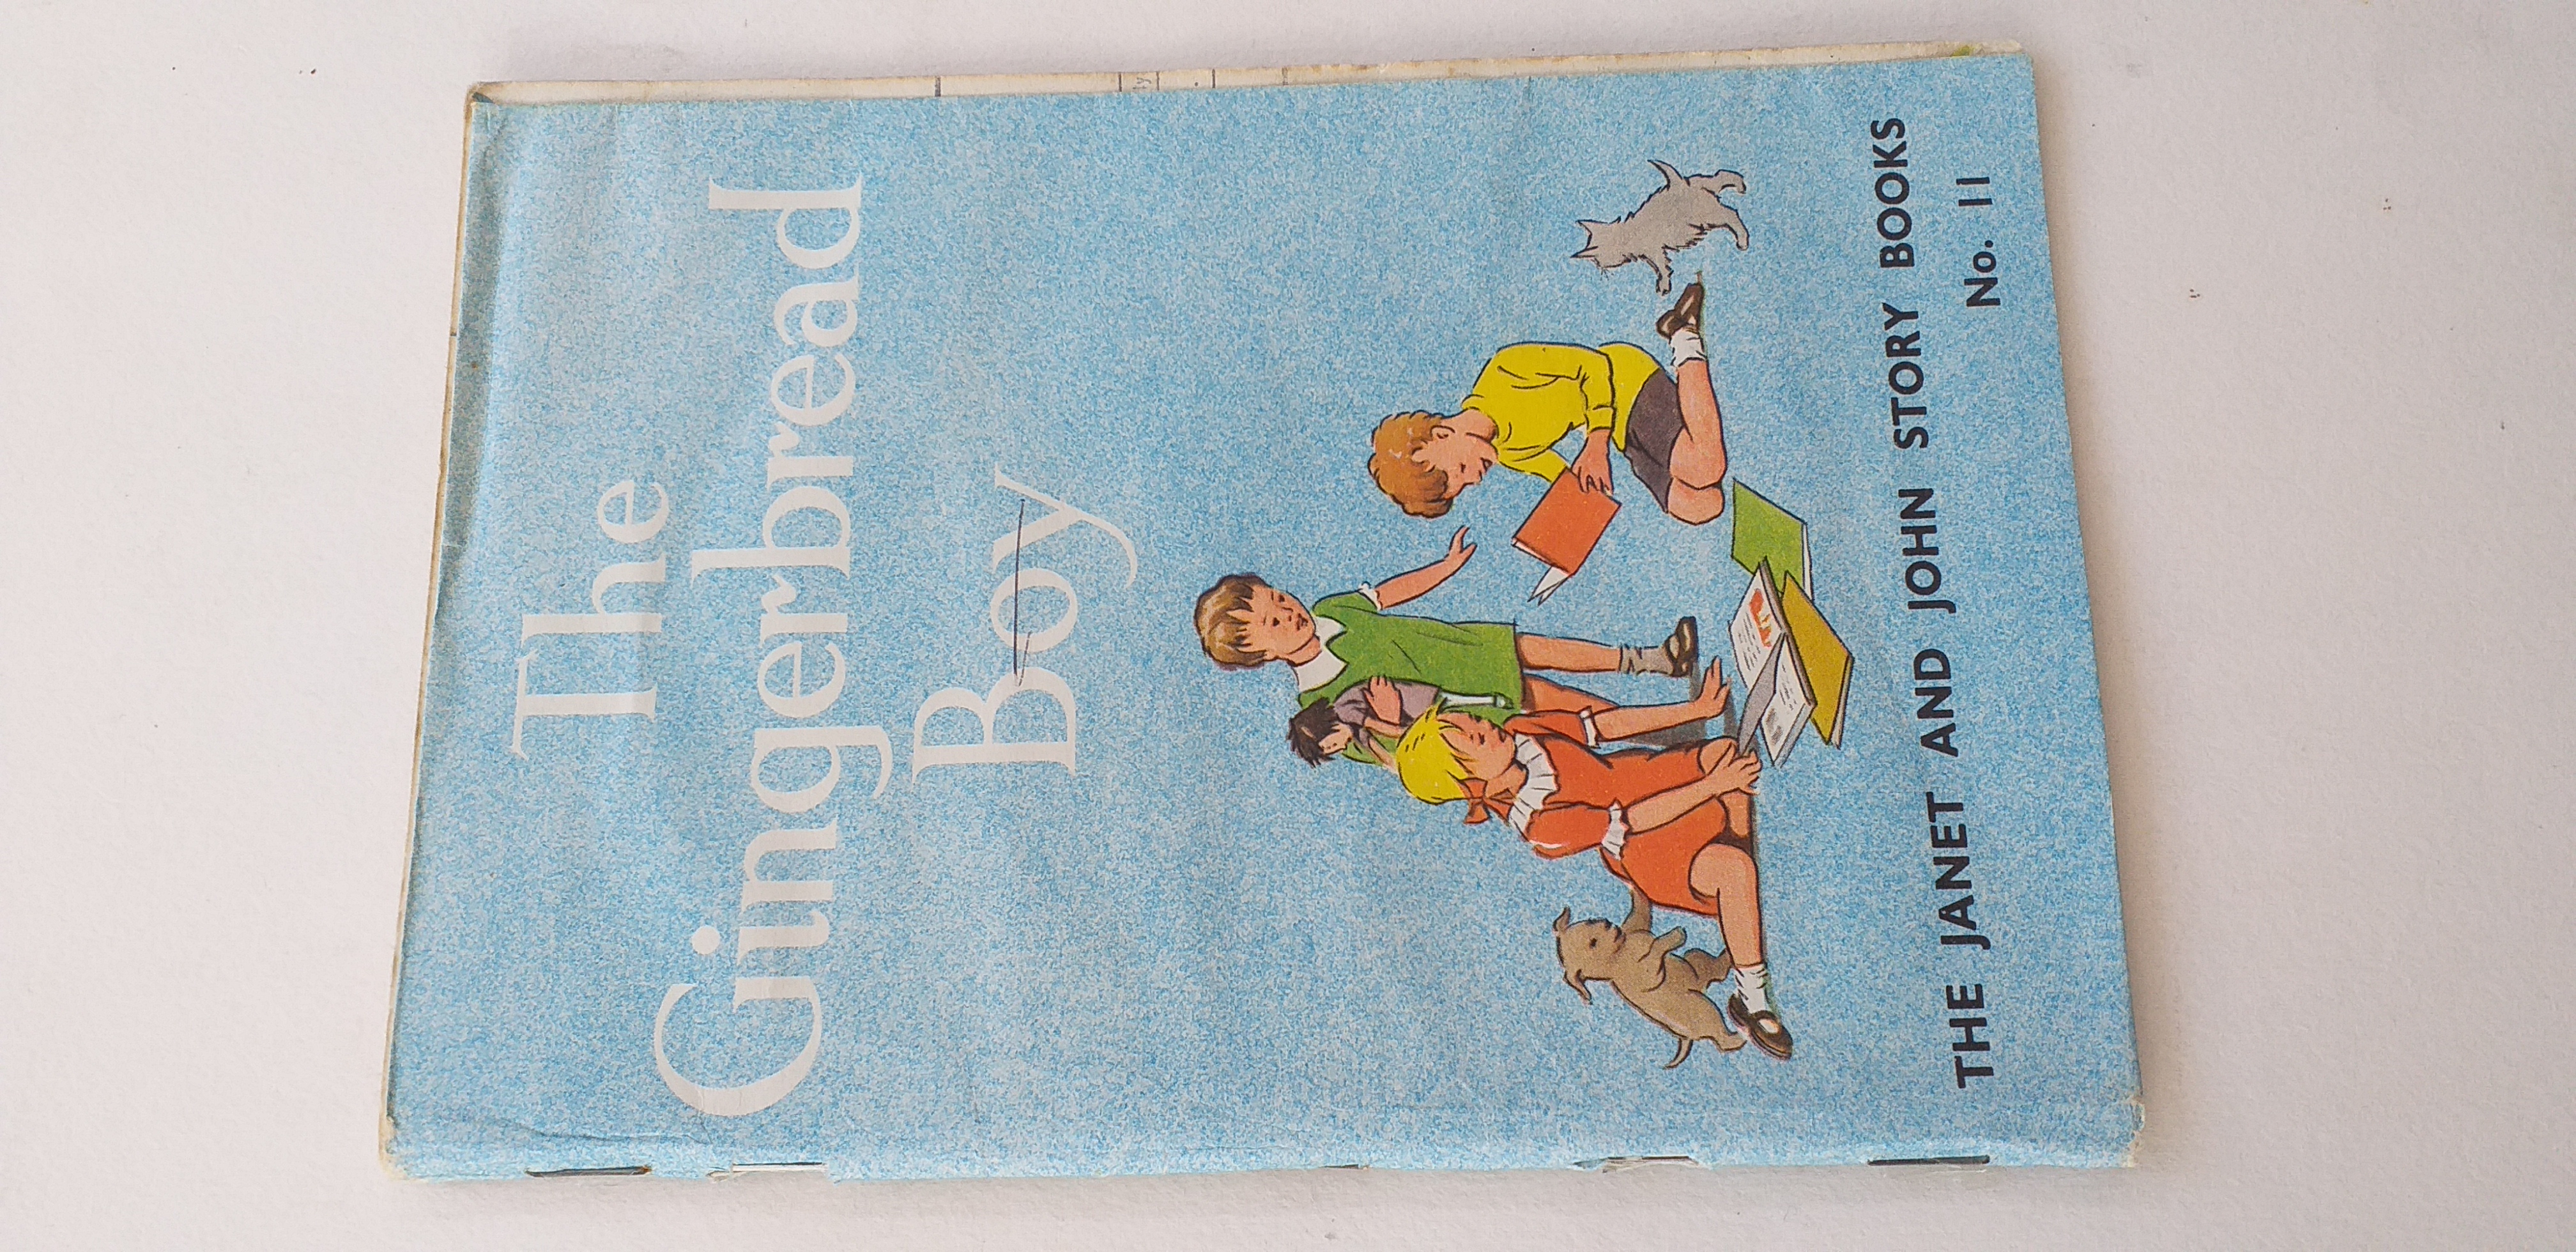 The
Gingerbread
Boy
THE JANET AND JOHN STORY BOOKS
No. 11